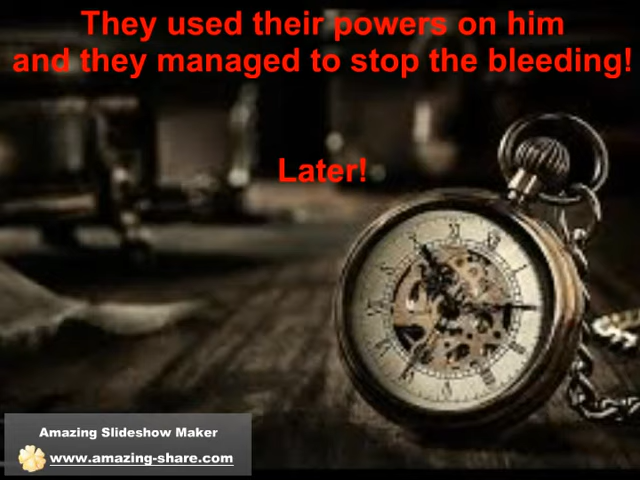 They used their powers on him
and they managed to stop the bleeding!
Later!
Amazing Slideshow Maker
www.amazing-share.com